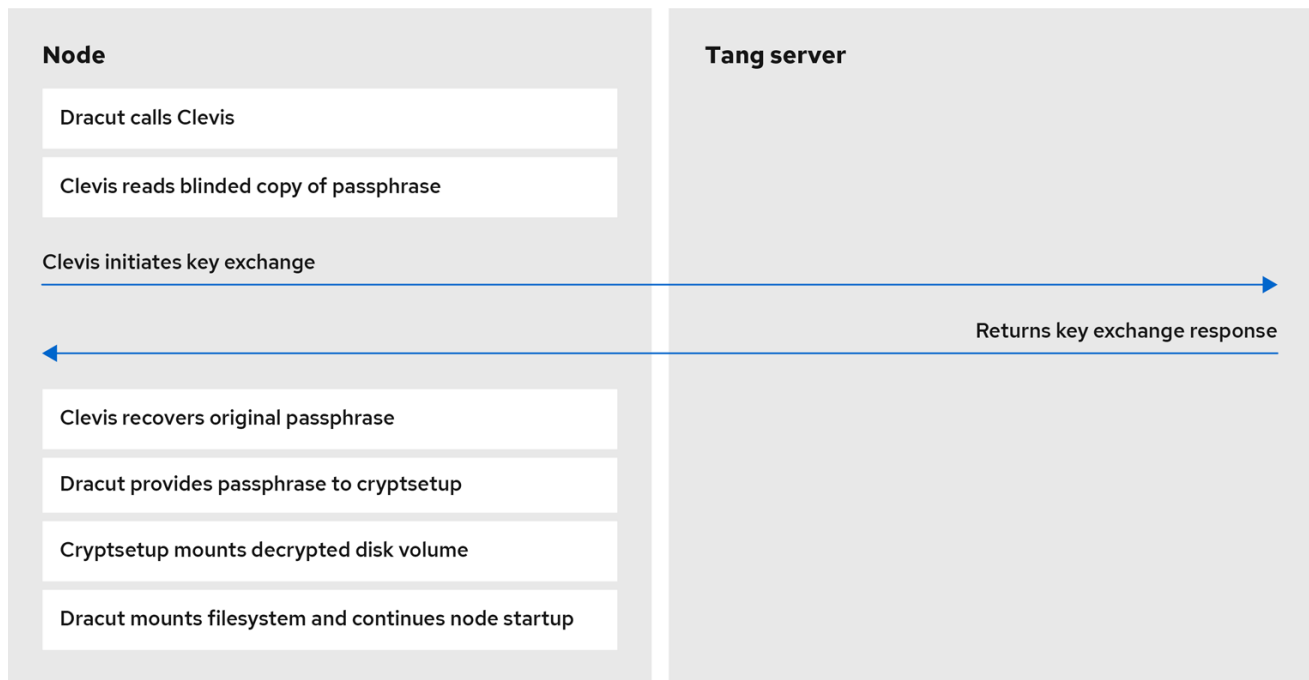 Node
Tang server
Dracut calls Clevis
Clevis reads blinded copy of passphrase
Clevis initiates key exchange
Returns key exchange response
Clevis recovers original passphrase
Dracut provides passphrase to cryptsetup
Cryptsetup mounts decrypted disk volume
Dracut mounts filesystem and continues node startup